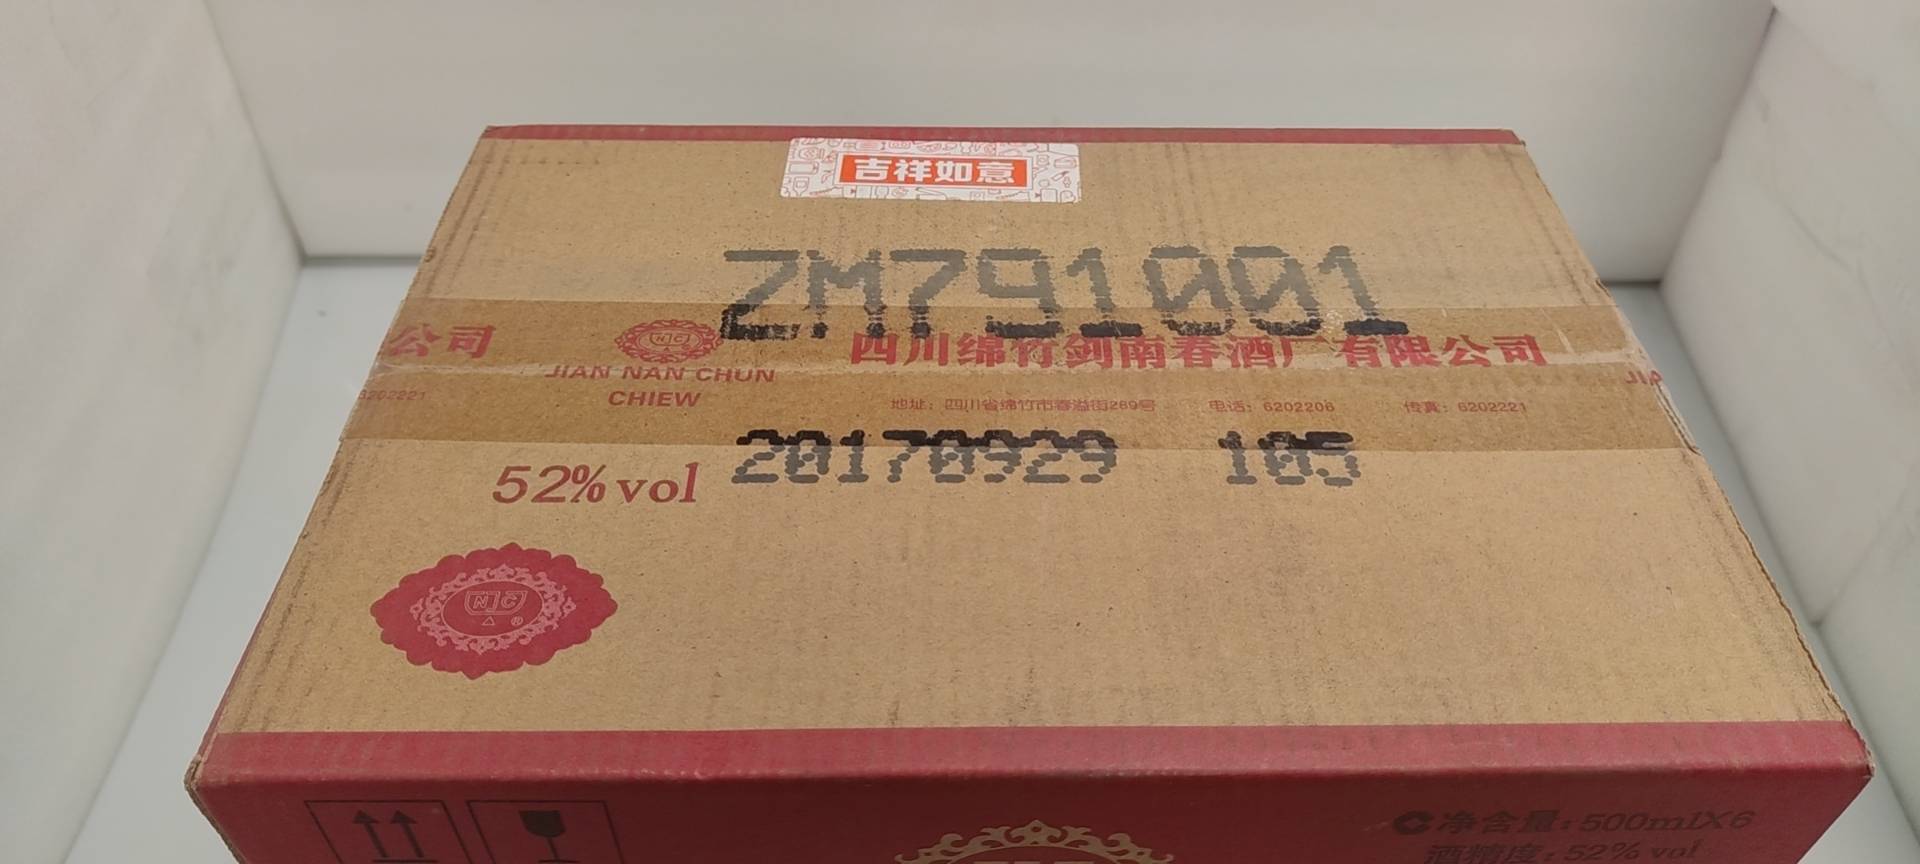 吉祥如意
ZM791001
公司
四川绵竹剑南春酒厂有限公司
JIAN NAN CHUN
CHIEW
6202221
地址：四川省绵竹市春溢街289号 电话：6202206 传真：6202221
20170929 105
52%vol
NC
®
净含量：500mlX6
酒精度：52% vol